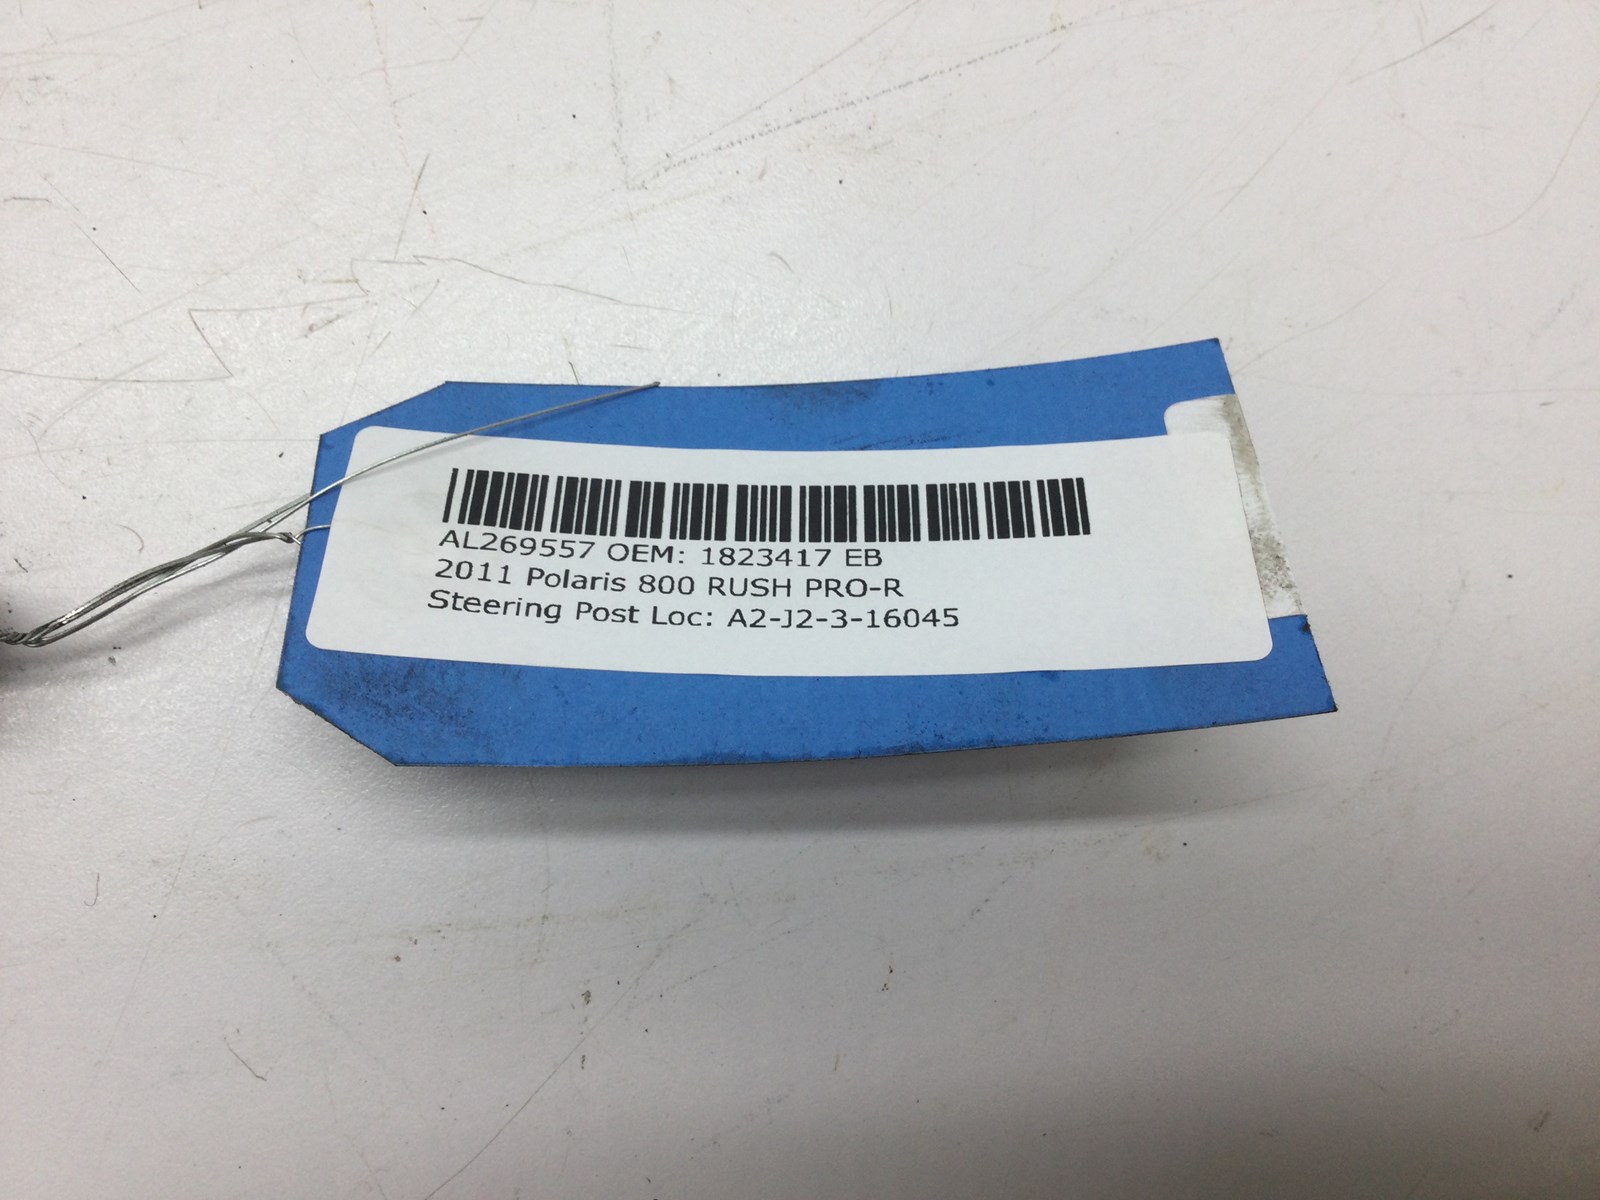 AL269557 OEM: 1823417 EB
2011 Polaris 800 RUSH PRO-R
Steering Post Loc: A2-J2-3-16045